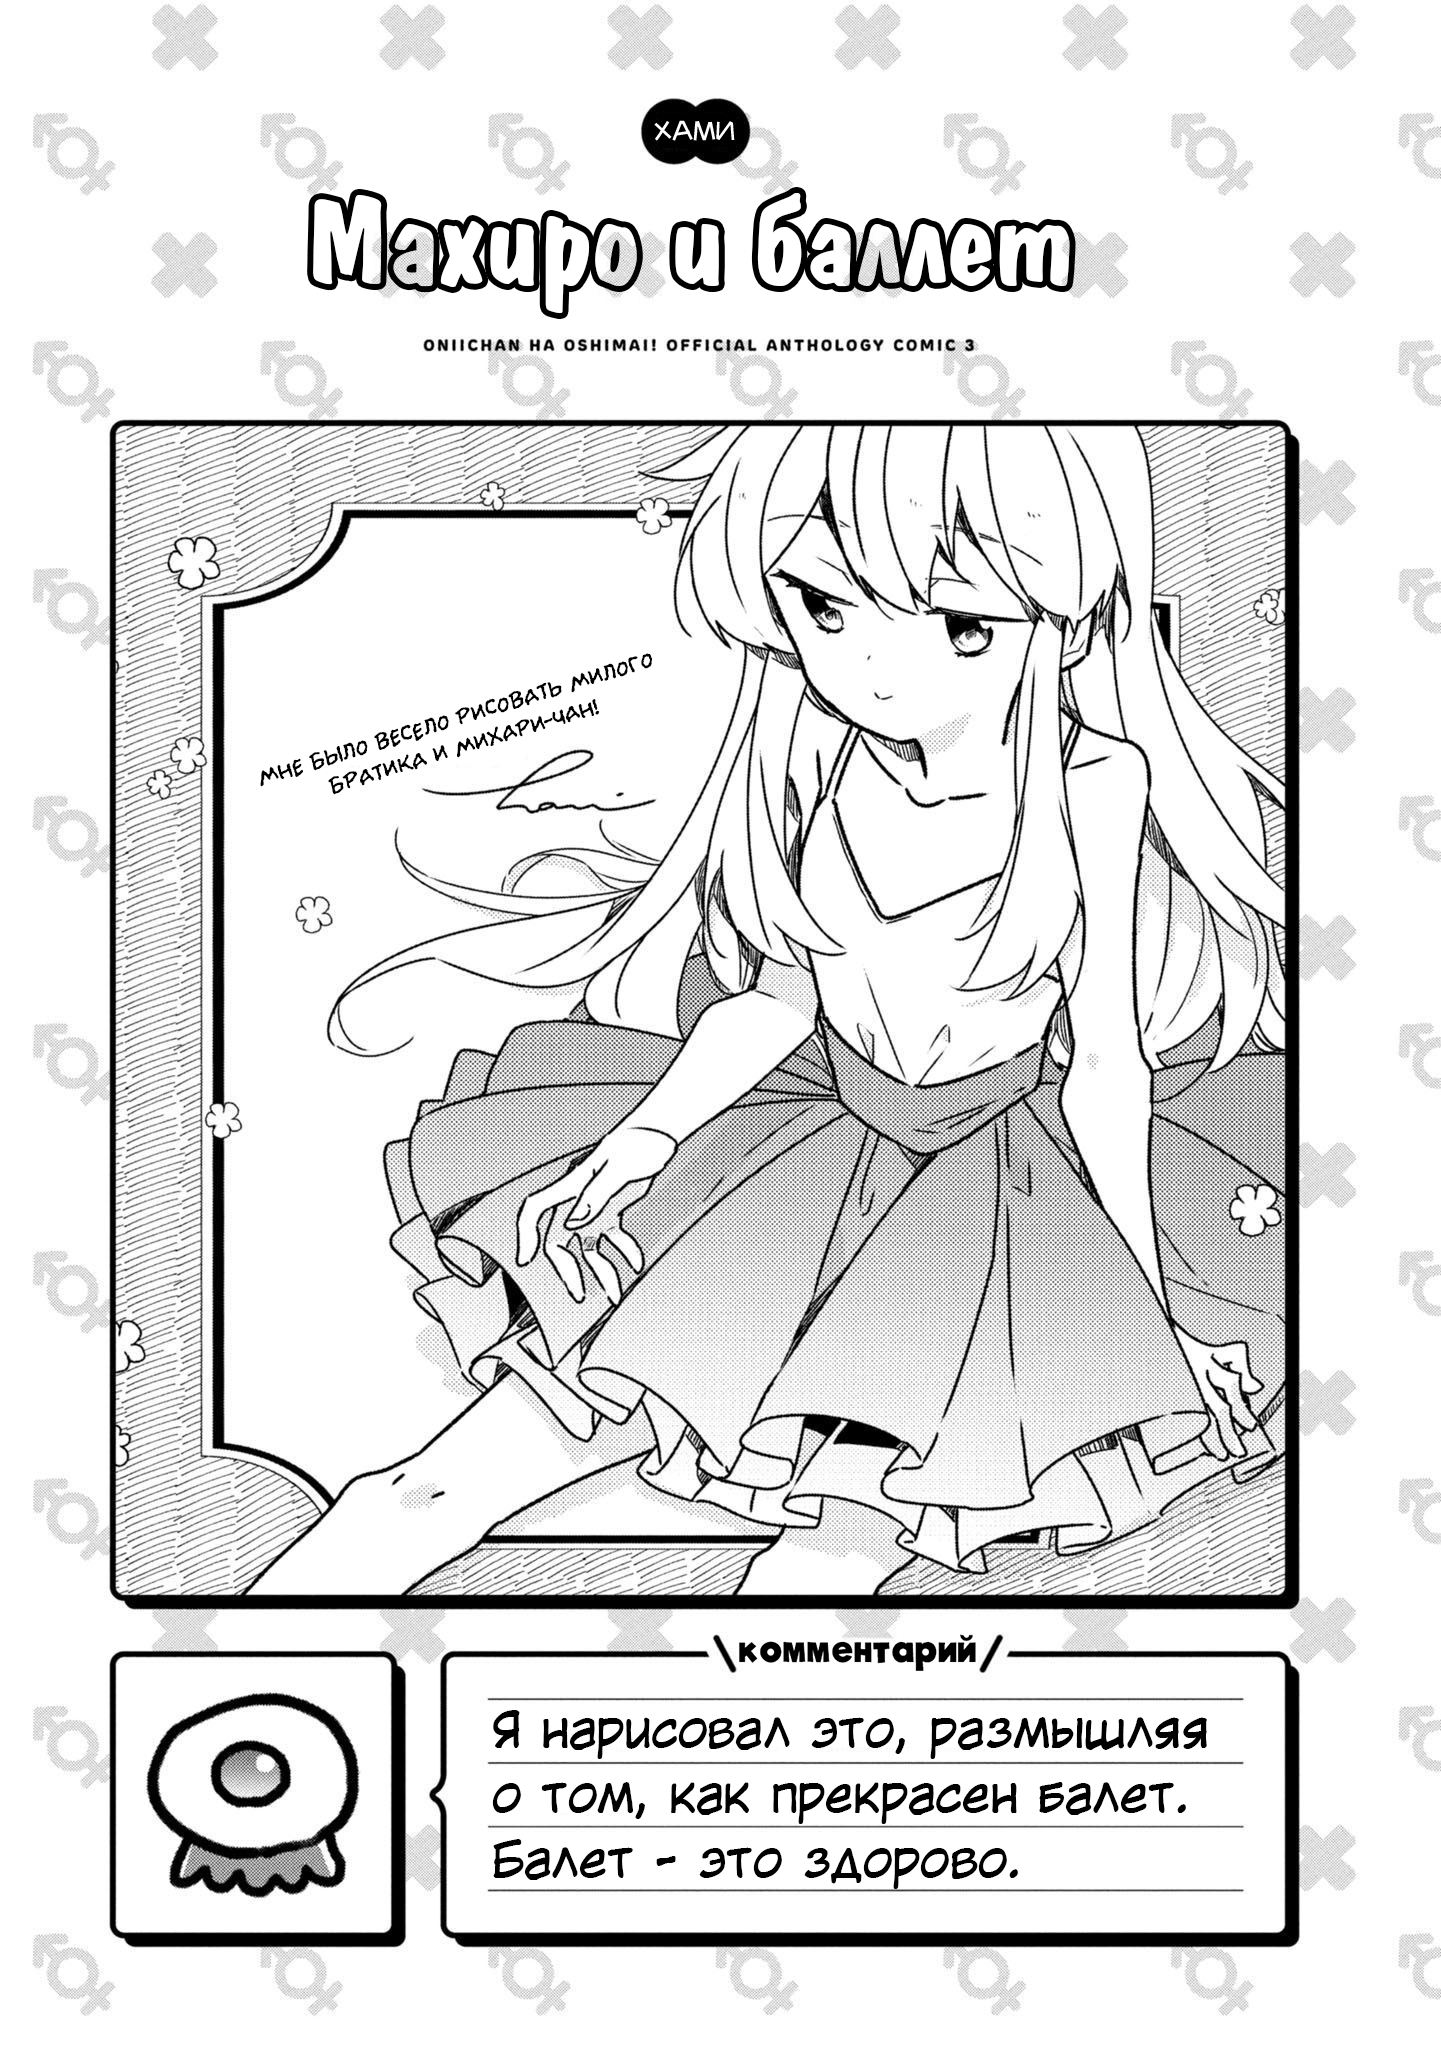 ХАМИ
Махиро и баллет
ONIICHAN HA OSHIMAI! OFFICIAL ANTHOLOGY COMIC 3
МНЕ БЫЛО ВЕСЕЛО РИСОВАТЬ МИЛОГО
БРАТИКА И МИХАРИ-ЧАН!
hami
\комментарий/
Я нарисовал это, размышляя
о том, как прекрасен балет.
Балет - это здорово.